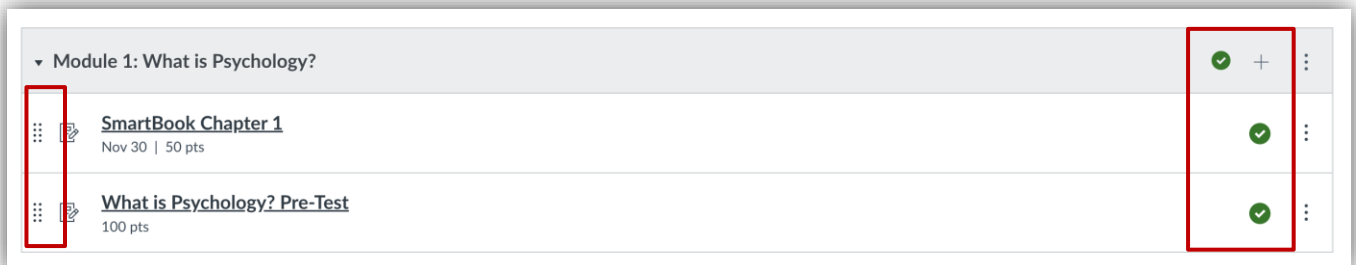 Module 1: What is Psychology?
SmartBook Chapter 1
Nov 30 | 50 pts
What is Psychology? Pre-Test
100 pts